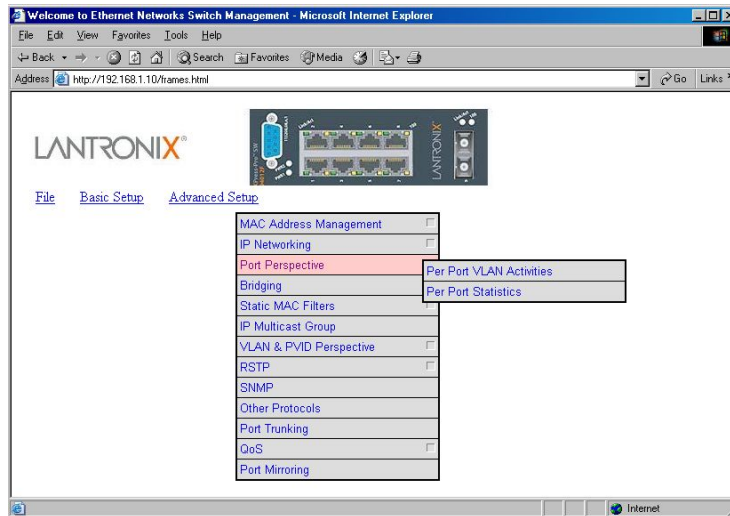 Welcome to Ethernet Networks Switch Management - Microsoft Internet Explorer
File Edit View Favorites Tools Help
Back Search Favorites Media
Address http://192.168.1.10/frames.html Go Links
LANTRONIX®
LANTRONIX
File Basic Setup Advanced Setup
MAC Address Management
IP Networking
Port Perspective
Per Port VLAN Activities
Bridging
Per Port Statistics
Static MAC Filters
IP Multicast Group
VLAN & PVID Perspective
RSTP
SNMP
Other Protocols
Port Trunking
QoS
Port Mirroring
Internet